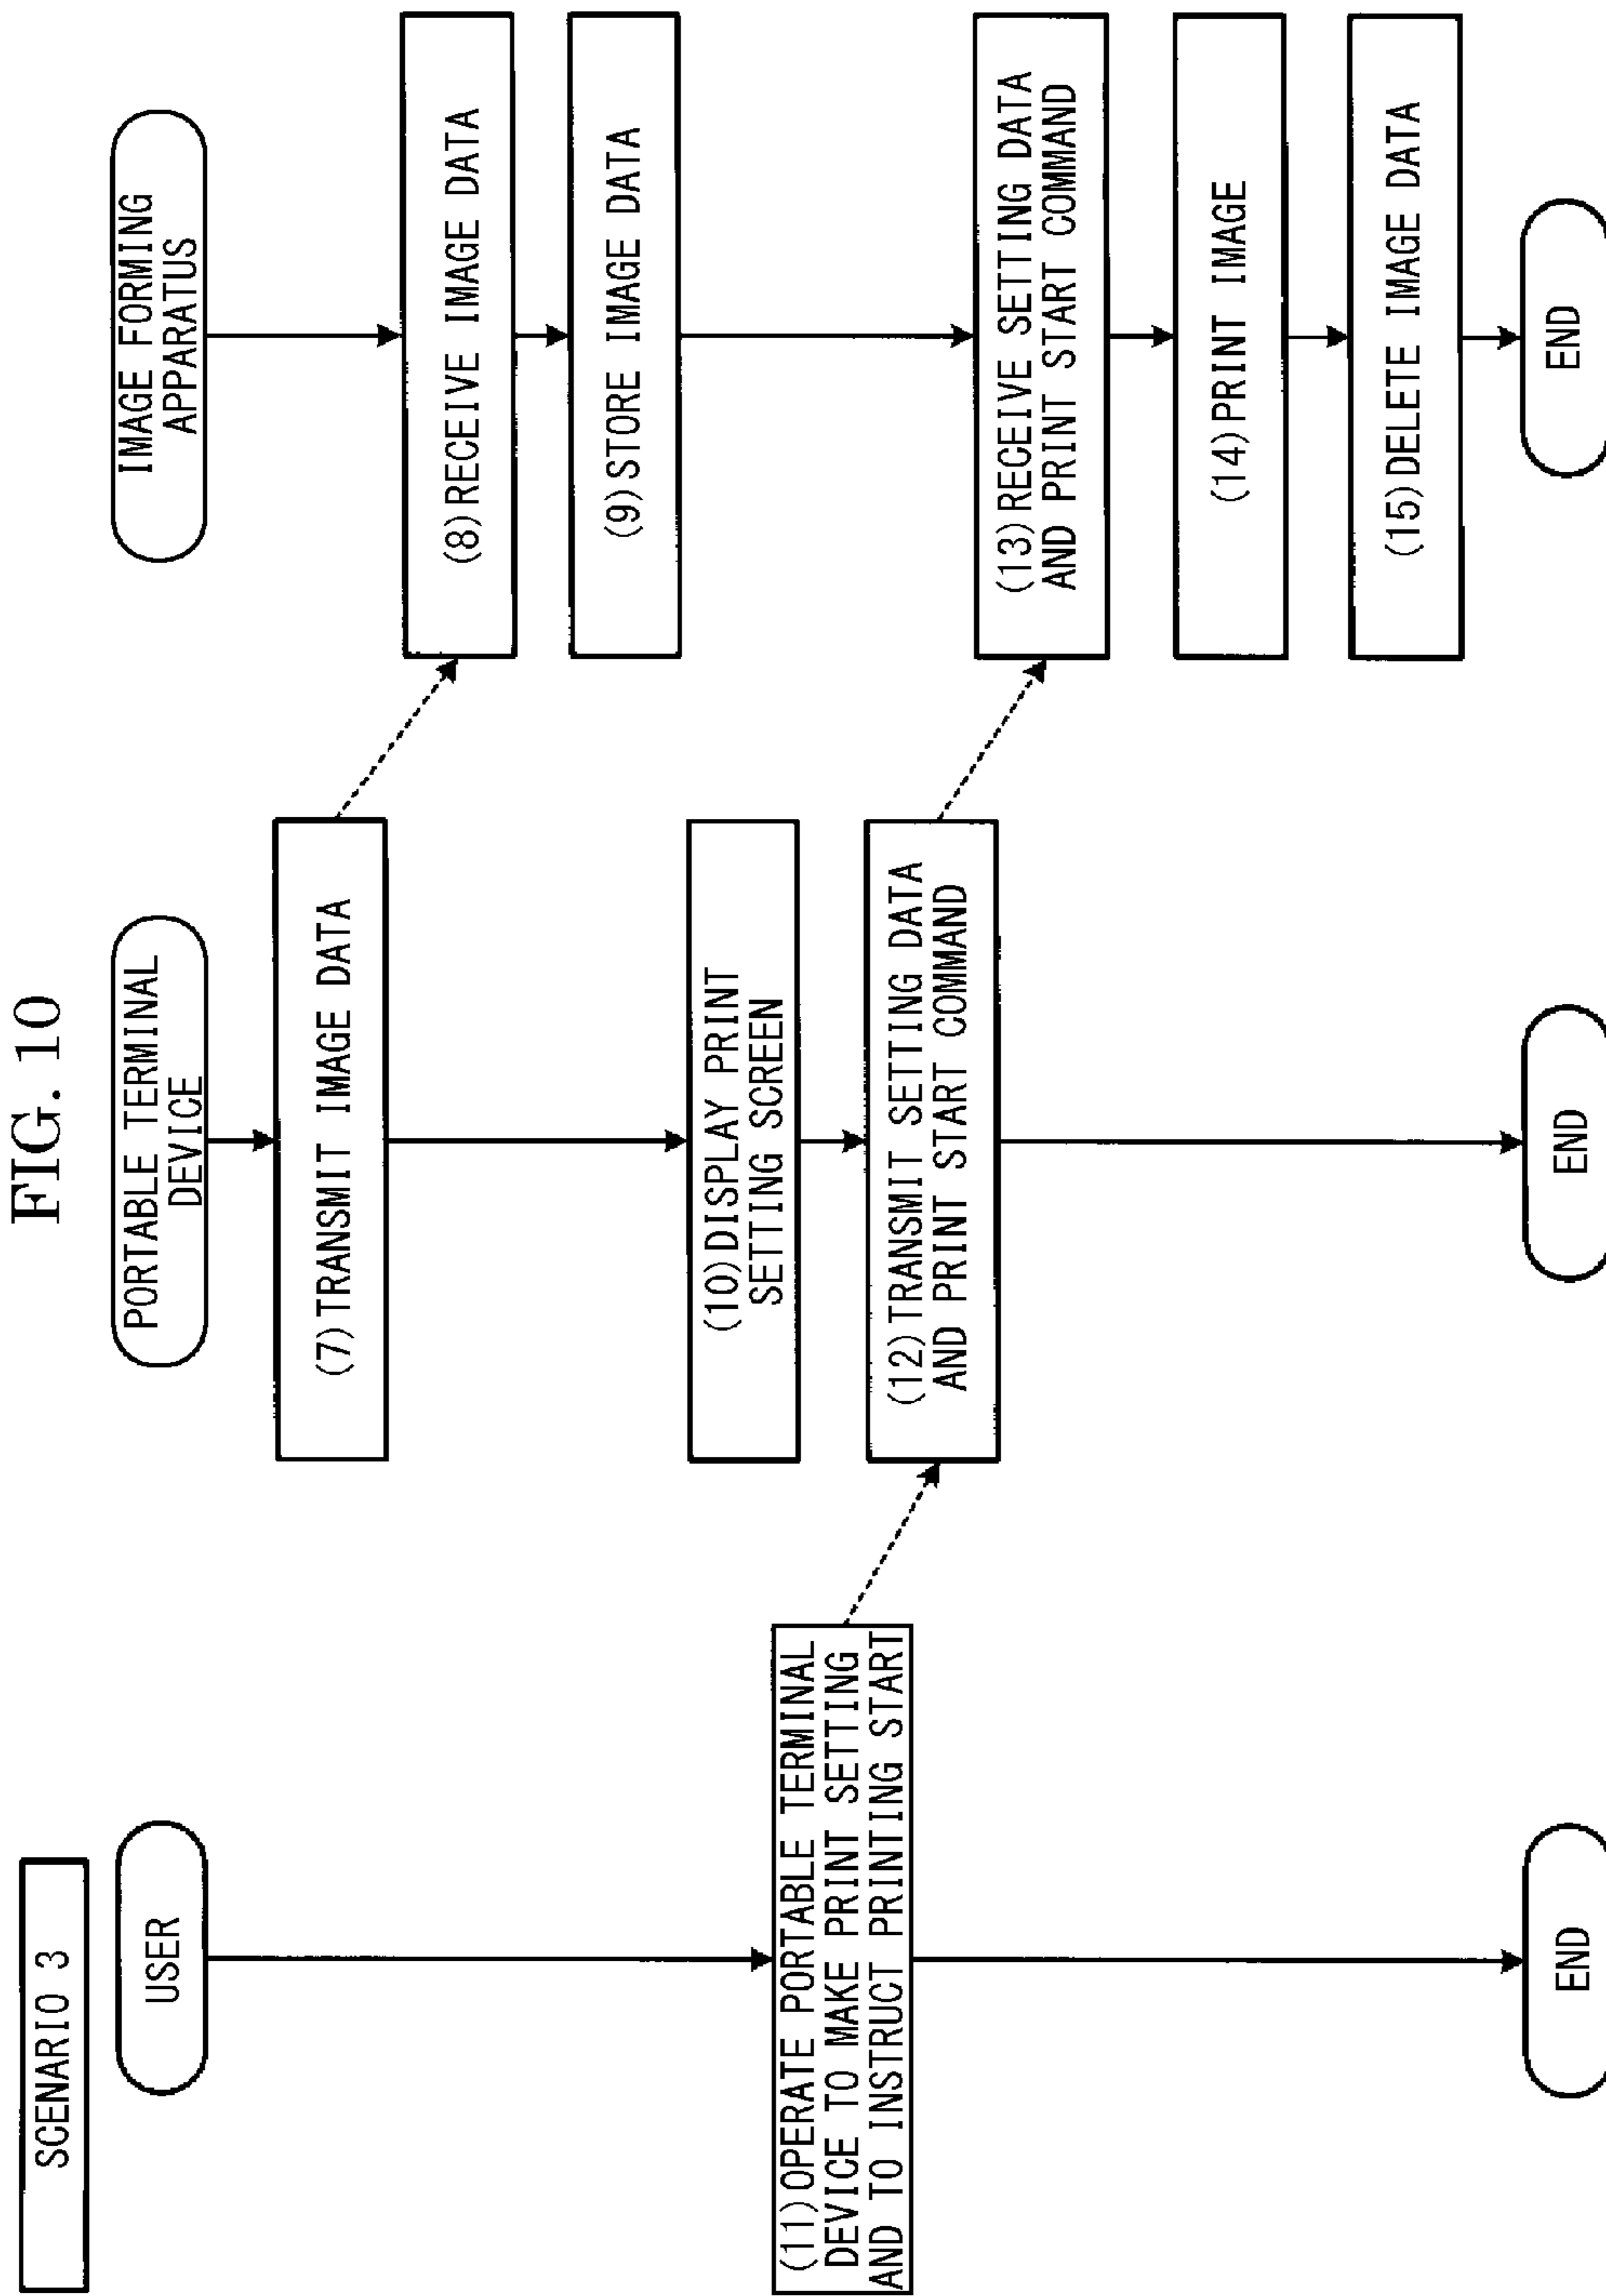 FIG. 10
SCENARIO 3
USER
(11)OPERATE PORTABLE TERMINAL
DEVICE TO MAKE PRINT SETTING
AND TO INSTRUCT PRINTING START
END
PORTABLE TERMINAL
DEVICE
(7)TRANSMIT IMAGE DATA
(10)DISPLAY PRINT
SETTING SCREEN
(12)TRANSMIT SETTING DATA
AND PRINT START COMMAND
END
IMAGE FORMING
APPARATUS
(8)RECEIVE IMAGE DATA
(9)STORE IMAGE DATA
(13)RECEIVE SETTING DATA
AND PRINT START COMMAND
(14)PRINT IMAGE
(15)DELETE IMAGE DATA
END